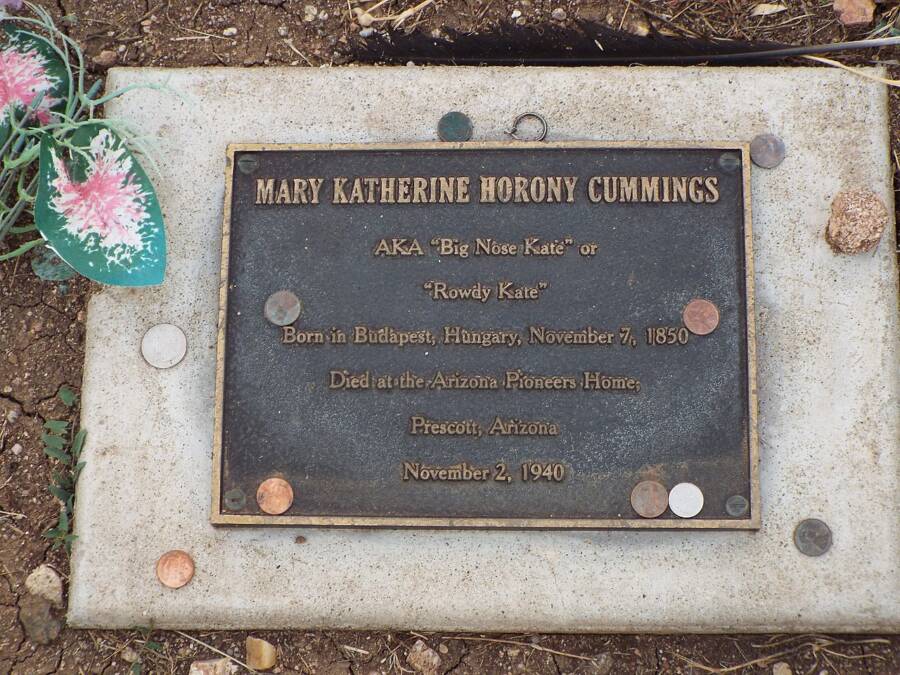 MARY KATHERINE HORONY CUMMINGS
AKA "Big Nose Kate" or
"Rowdy Kate"
Born in Budapest, Hungary, November 7, 1850
Died at the Arizona Pioneers Home,
Prescott, Arizona
November 2, 1940